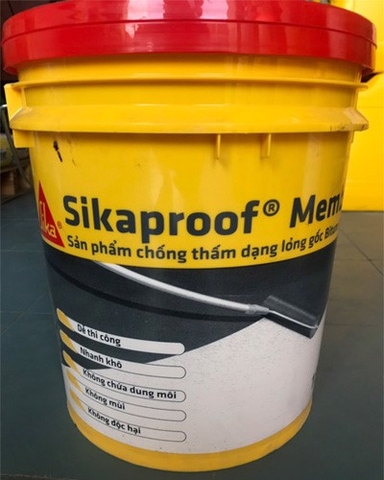 Sika®
Sikaproof® Mem
Sản phẩm chống thấm dạng lỏng gốc
Dễ thi công
Nhanh khô
Không chứa dung môi
Không mùi
Không độc hại